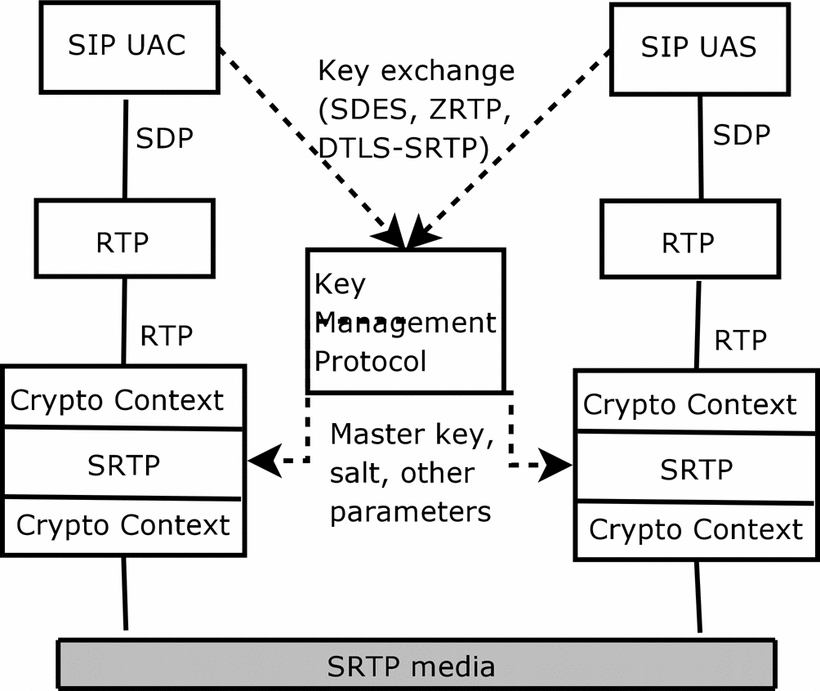 SIP UAC
SIP UAS
Key exchange
(SDES, ZRTP,
DTLS-SRTP)
SDP
SDP
RTP
RTP
Key
Management
Protocol
RTP
RTP
Crypto Context
SRTP
Crypto Context
Crypto Context
SRTP
Crypto Context
Master key,
salt, other
parameters
SRTP media